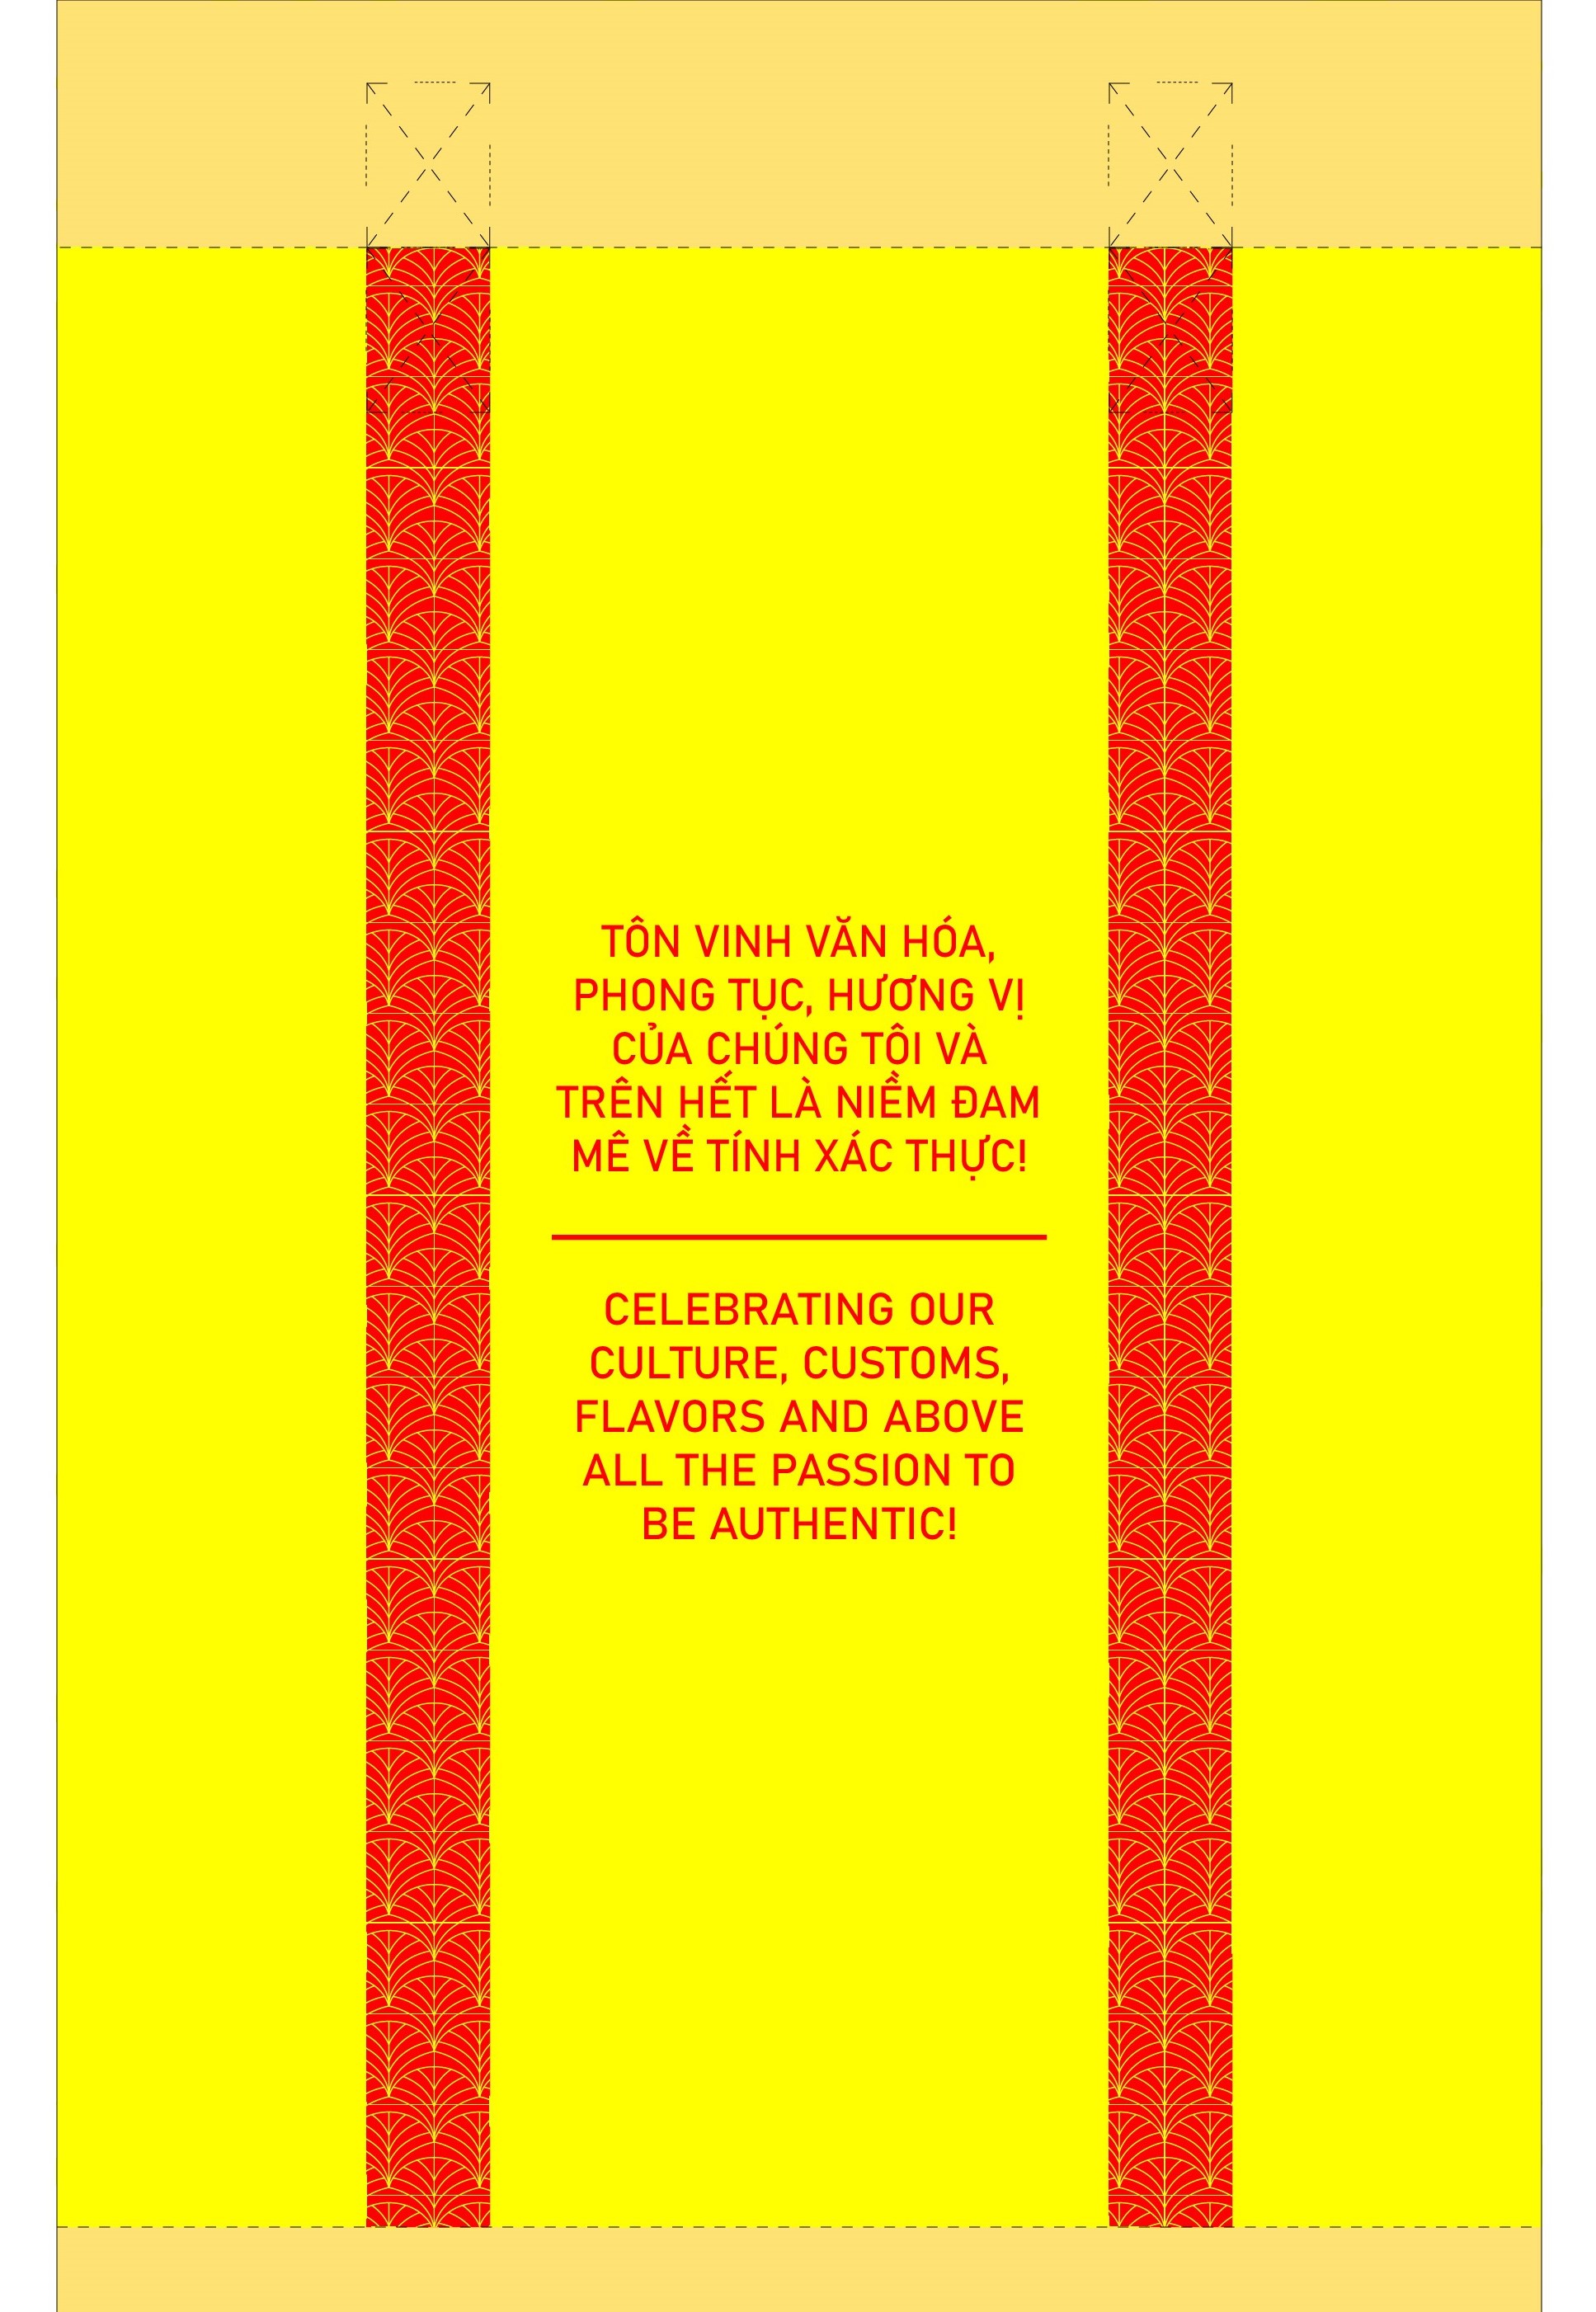 TÔN VINH VĂN HÓA,
PHONG TỤC, HƯƠNG VỊ
CỦA CHÚNG TÔI VÀ
TRÊN HẾT LÀ NIỀM ĐAM
MÊ VỀ TÍNH XÁC THỰC!
CELEBRATING OUR
CULTURE, CUSTOMS,
FLAVORS AND ABOVE
ALL THE PASSION TO
BE AUTHENTIC!